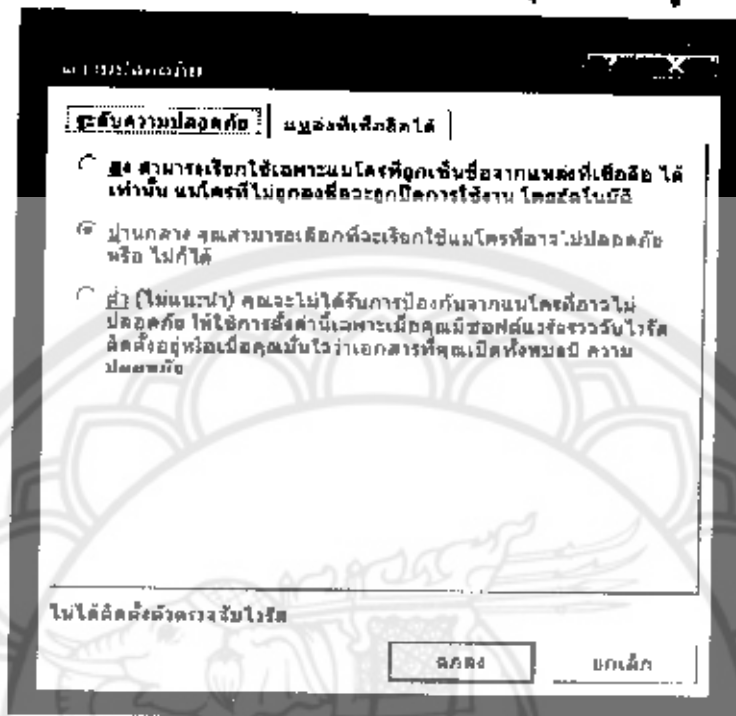 ระดับความปลอดภัย
แหล่งที่เชื่อถือได้
สูง สามารถเรียกใช้เฉพาะแมโครที่ถูกเซ็นชื่อจากแหล่งที่เชื่อถือ ได้
เท่านั้น แมโครที่ไม่ถูกลงชื่อจะถูกปิดการใช้งาน โดยอัตโนมัติ
ปานกลาง คุณสามารถเลือกที่จะเรียกใช้แมโครที่อาจไม่ปลอดภัย
หรือ ไม่ก็ได้
ต่ำ (ไม่แนะนำ) คุณจะไม่ได้รับการป้องกันจากแมโครที่อาจไม่
ปลอดภัย ให้ใช้การตั้งค่านี้เฉพาะเมื่อคุณมีซอฟต์แวร์ตรวจจับไวรัส
ติดตั้งอยู่หรือเมื่อคุณมั่นใจว่าเอกสารที่คุณเปิดทั้งหมดมี ความ
ปลอดภัย
ไม่ได้ติดตั้งตัวตรวจจับไวรัส
ตกลง
ยกเลิก